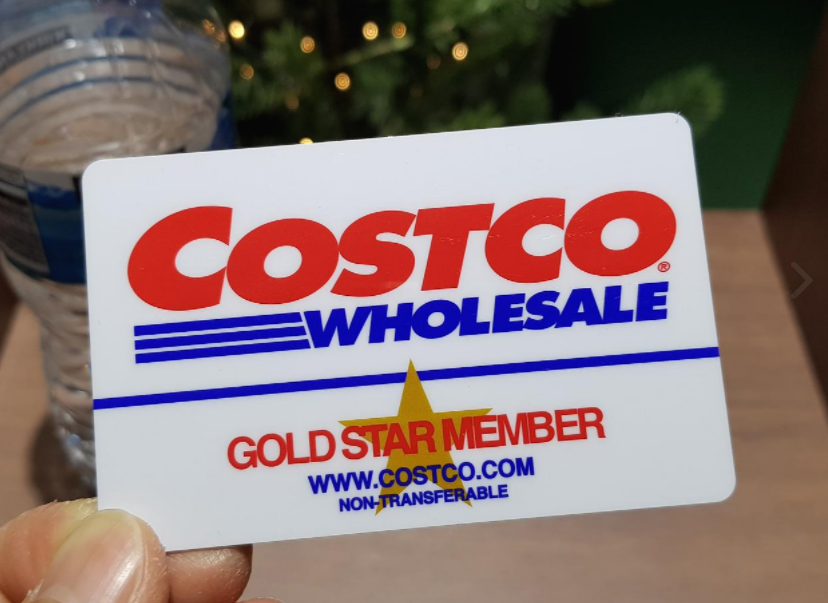 COSTCO®
WHOLESALE
GOLD STAR MEMBER
WWW.COSTCO.COM
NON-TRANSFERABLE